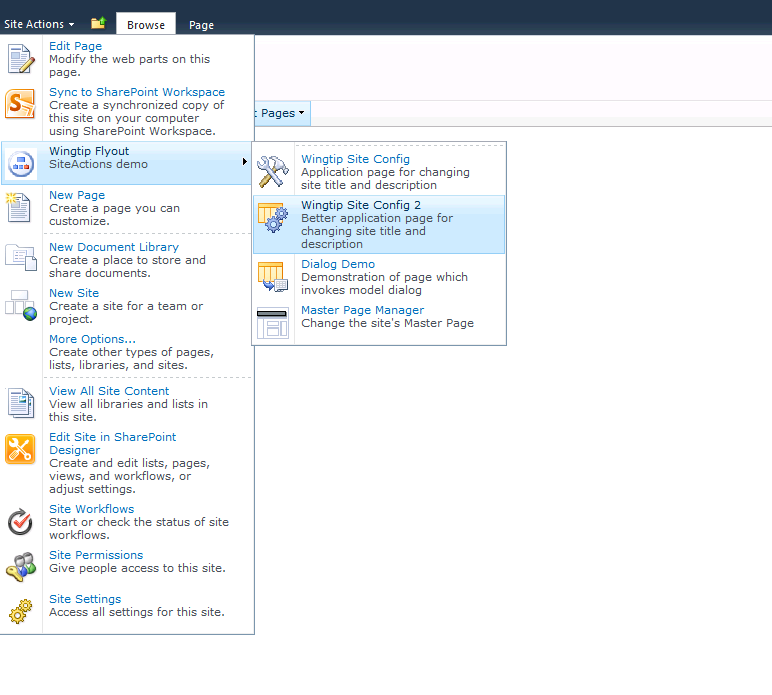 Site Actions
Browse
Page
Edit Page
Modify the web parts on this
page.
Sync to SharePoint Workspace
Create a synchronized copy of
this site on your computer
using SharePoint Workspace.
Wingtip Flyout
SiteActions demo
New Page
Create a page you can
customize.
New Document Library
Create a place to store and
share documents.
New Site
Create a site for a team or
project.
More Options...
Create other types of pages,
lists, libraries, and sites.
View All Site Content
View all libraries and lists in
this site.
Edit Site in SharePoint
Designer
Create and edit lists, pages,
views, and workflows, or
adjust settings.
Site Workflows
Start or check the status of site
workflows.
Site Permissions
Give people access to this site.
Site Settings
Access all settings for this site.
Pages
Wingtip Site Config
Application page for changing
site title and description
Wingtip Site Config 2
Better application page for
changing site title and
description
Dialog Demo
Demonstration of page which
invokes model dialog
Master Page Manager
Change the site's Master Page